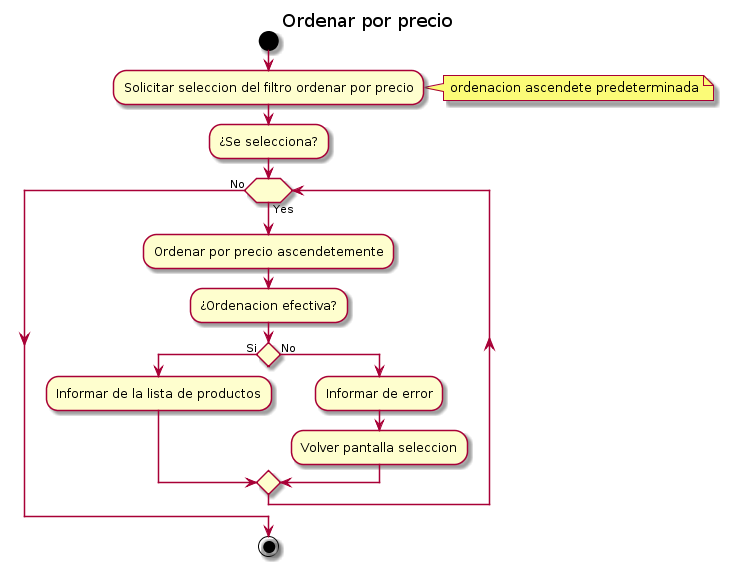 Ordenar por precio
Solicitar seleccion del filtro ordenar por precio
ordenacion ascendete predeterminada
¿Se selecciona?
No
Yes
Ordenar por precio ascendetemente
¿Ordenacion efectiva?
Si
No
Informar de la lista de productos
Informar de error
Volver pantalla seleccion